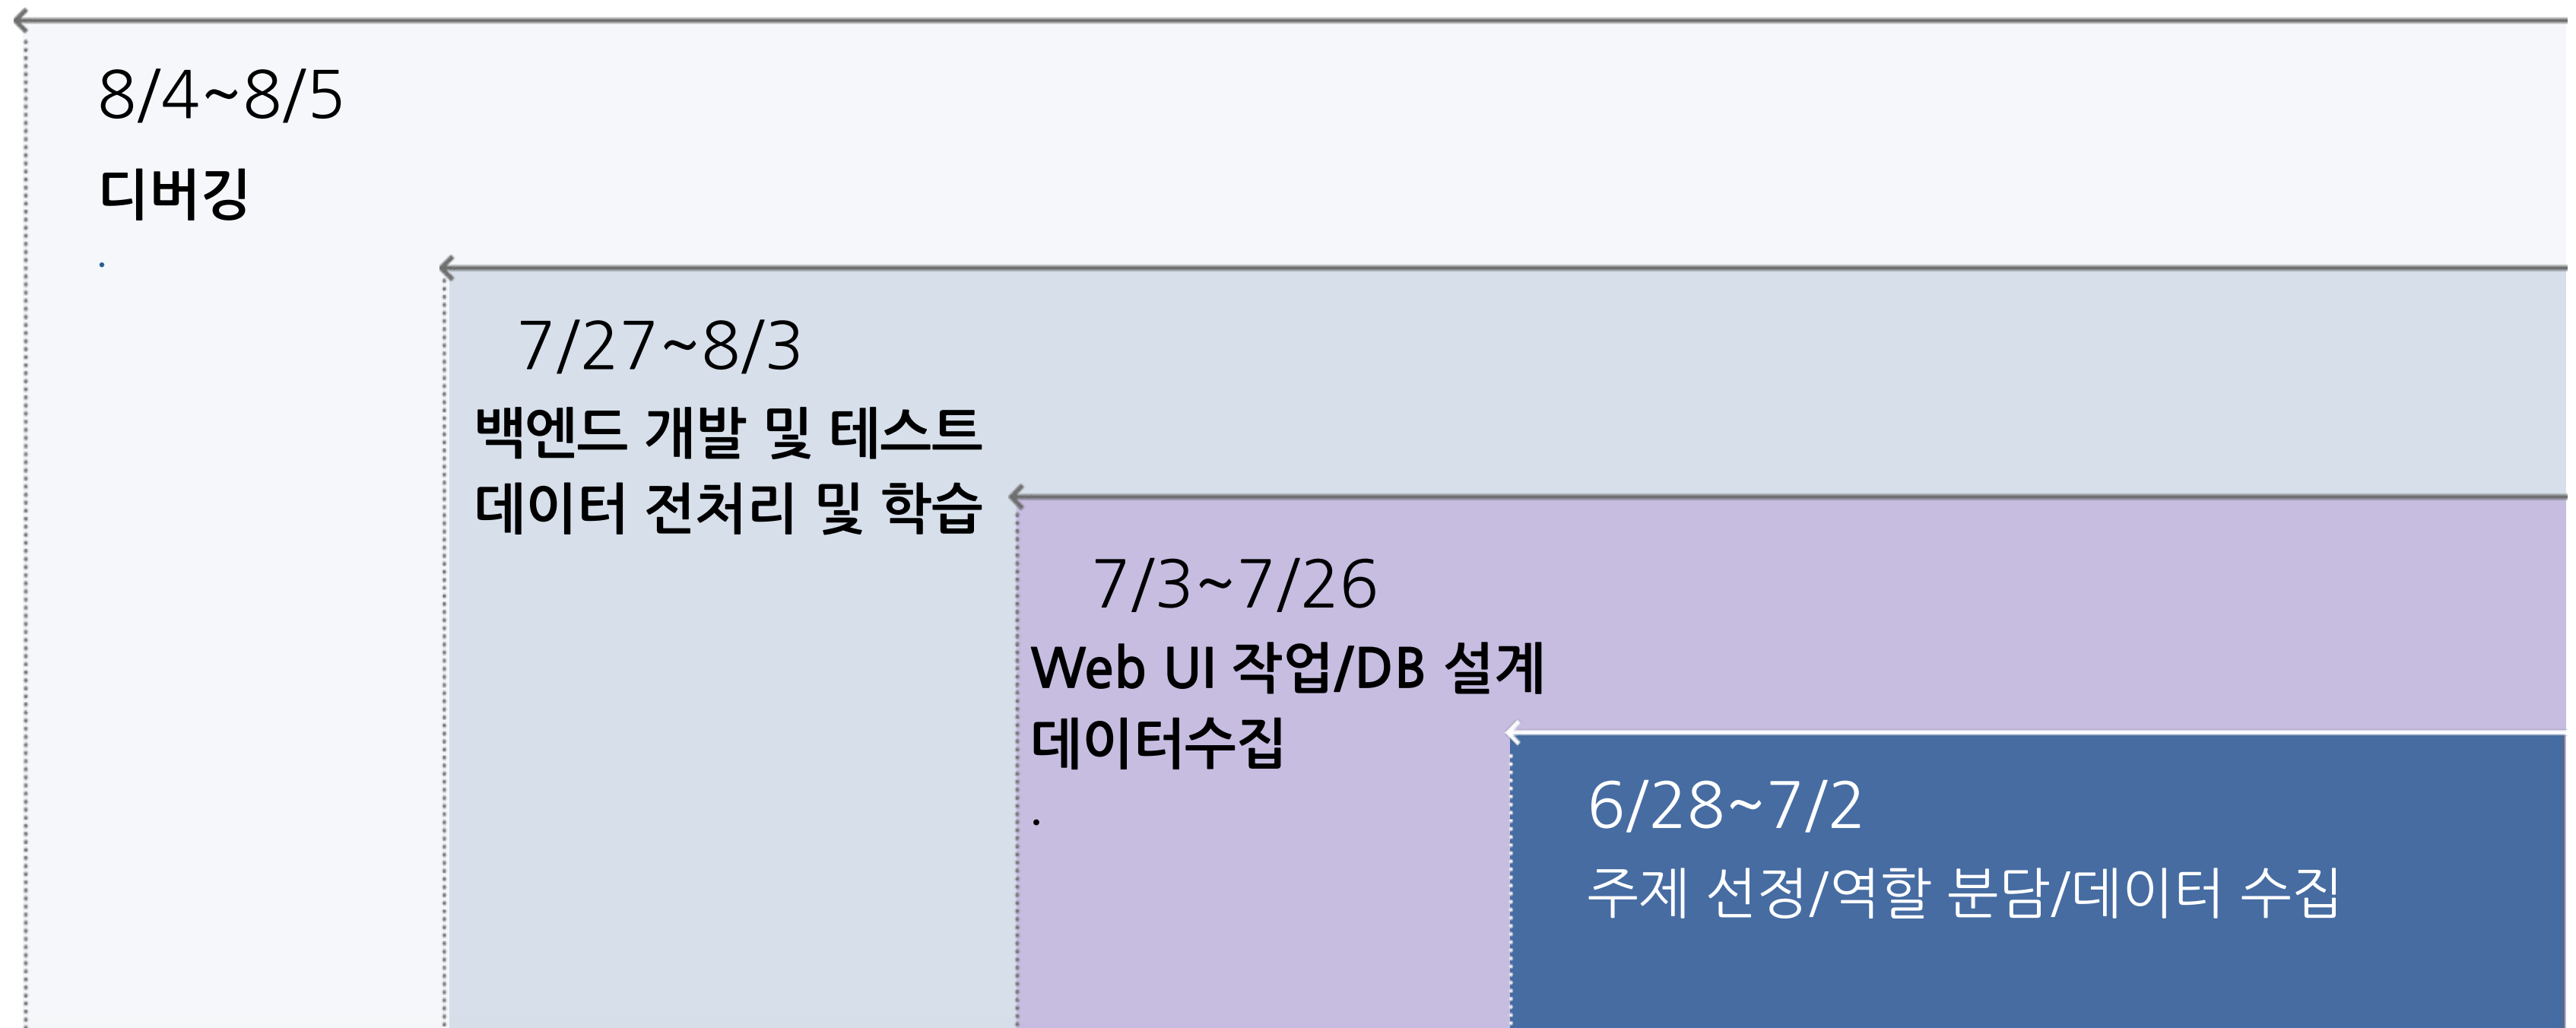 8/4~8/5
디버깅
.
7/27~8/3
백엔드 개발 및 테스트
데이터 전처리 및 학습
7/3~7/26
Web UI 작업/DB 설계
데이터수집
.
6/28~7/2
주제 선정/역할 분담/데이터 수집